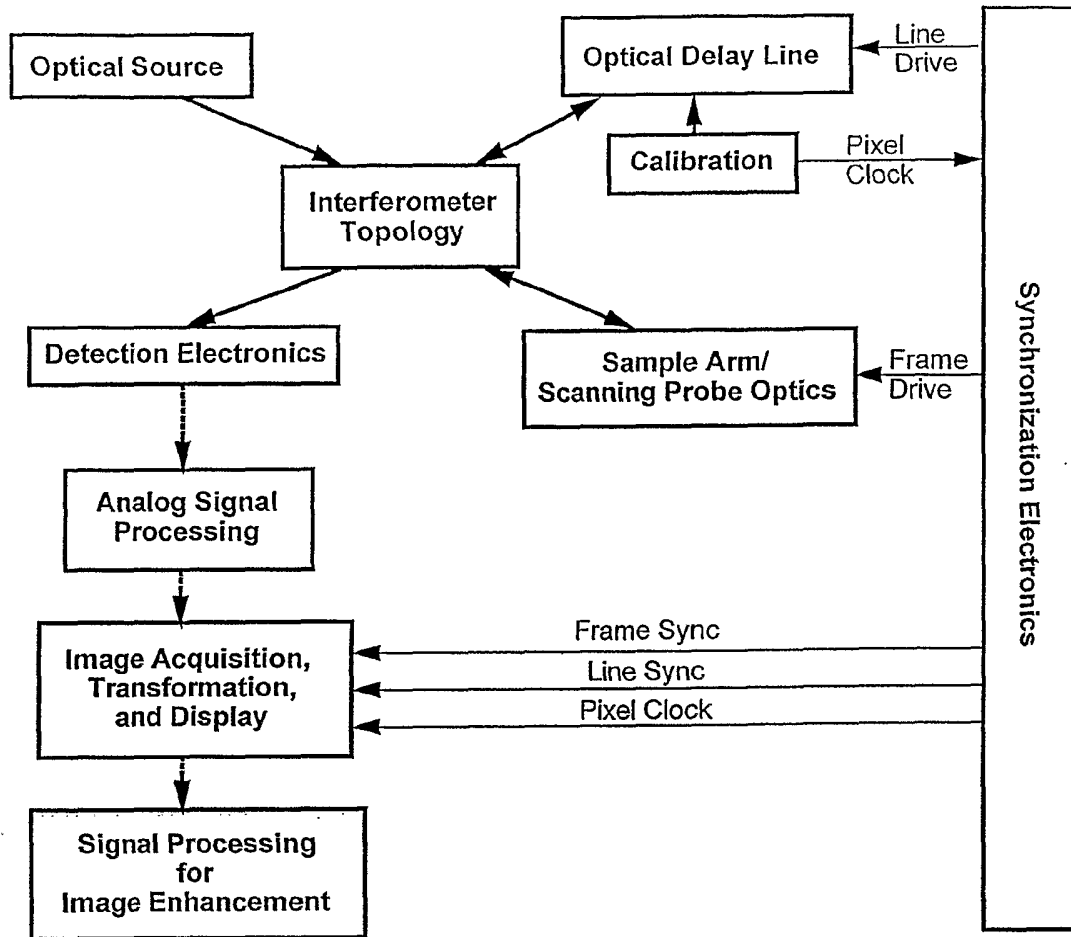 Optical Source
Optical Delay Line
Line
Drive
Calibration
Pixel
Clock
Interferometer
Topology
Detection Electronics
Sample Arm/
Scanning Probe Optics
Frame
Drive
Synchronization Electronics
Analog Signal
Processing
Image Acquisition,
Transformation,
and Display
Frame Sync
Line Sync
Pixel Clock
Signal Processing
for
Image Enhancement